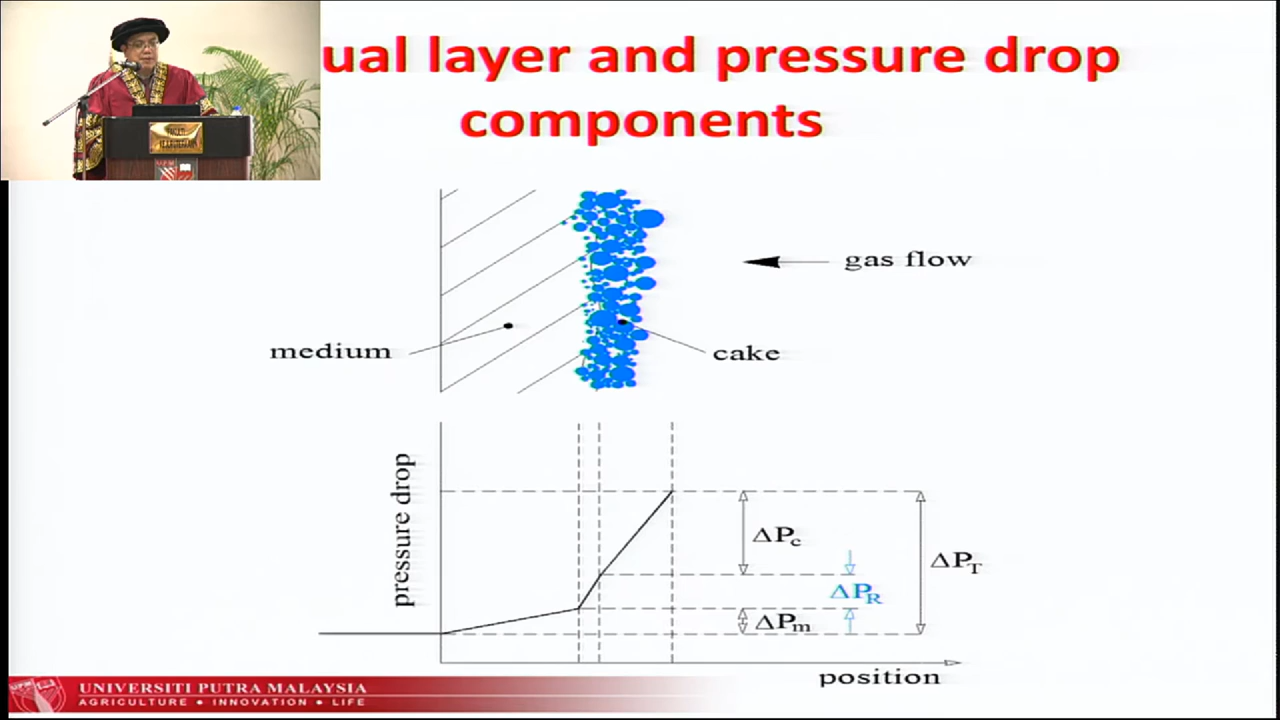 ual layer and pressure drop
components
gas flow
medium
cake
pressure drop
ΔPc
ΔPT
ΔPR
ΔPm
position
UNIVERSITI PUTRA MALAYSIA
AGRICULTURE • INNOVATION • LIFE